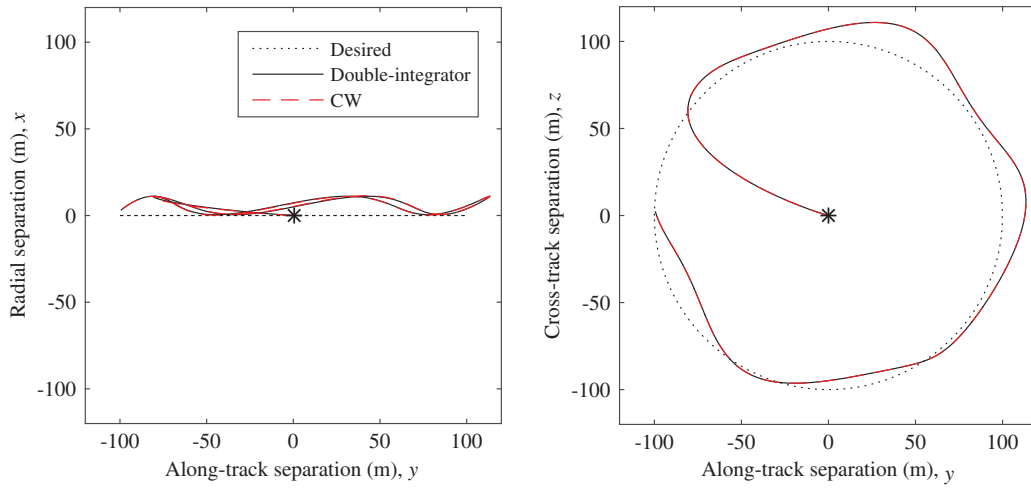 100
50
0
-50
-100
Radial separation (m), x
Desired
Double-integrator
CW
-100
-50
0
50
100
Along-track separation (m), y
100
50
0
-50
-100
Cross-track separation (m), z
-100
-50
0
50
100
Along-track separation (m), y